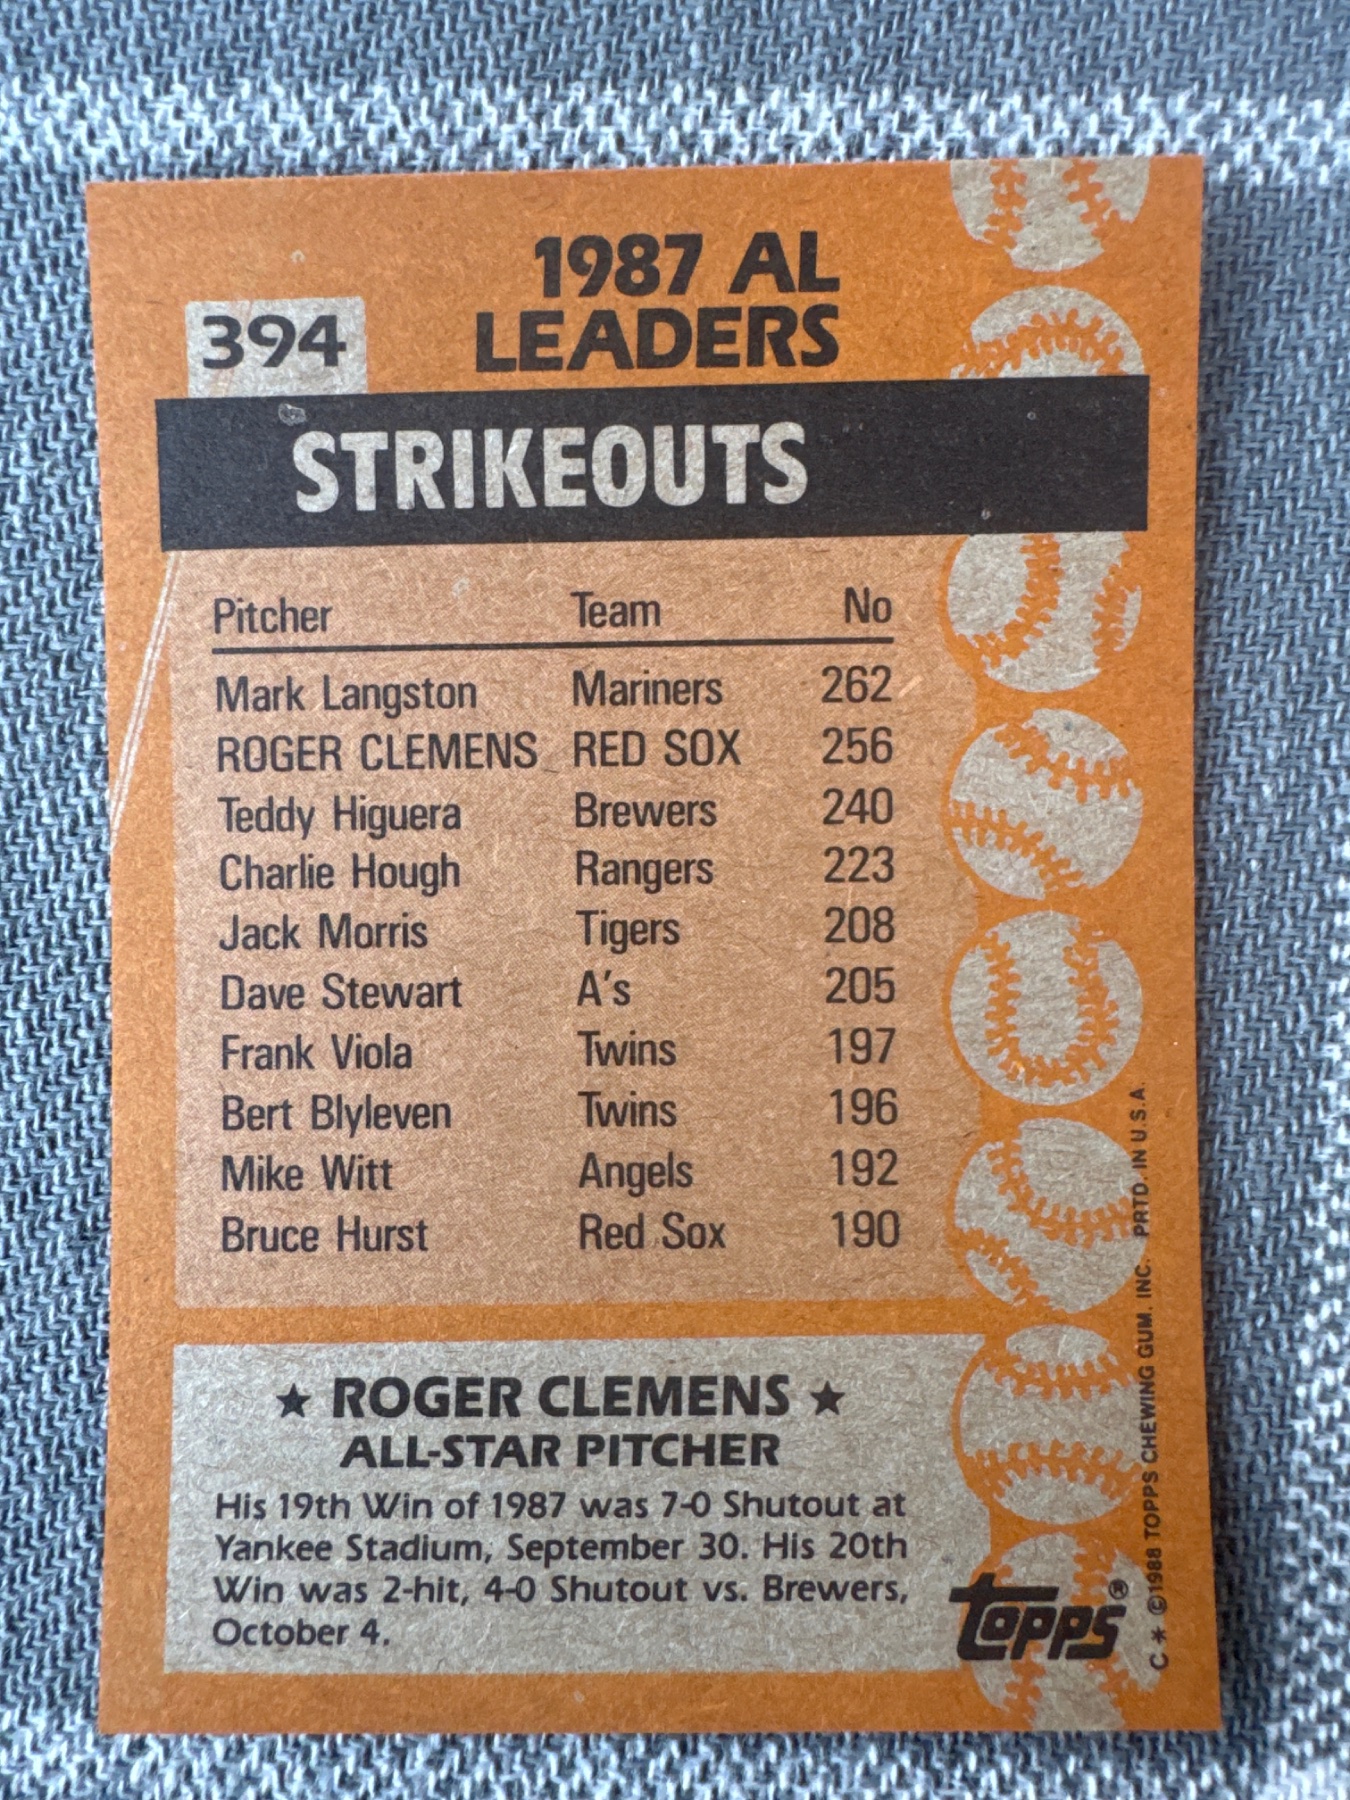 1987 AL
LEADERS
394
STRIKEOUTS
Pitcher Team No
Mark Langston Mariners 262
ROGER CLEMENS RED SOX 256
Teddy Higuera Brewers 240
Charlie Hough Rangers 223
Jack Morris Tigers 208
Dave Stewart A's 205
Frank Viola Twins 197
Bert Blyleven Twins 196
Mike Witt Angels 192
Bruce Hurst Red Sox 190
★ ROGER CLEMENS ★
ALL-STAR PITCHER
His 19th Win of 1987 was 7-0 Shutout at
Yankee Stadium, September 30. His 20th
Win was 2-hit, 4-0 Shutout vs. Brewers,
October 4.
topps®
C * ©1988 TOPPS CHEWING GUM. INC. PRTD. IN U.S.A